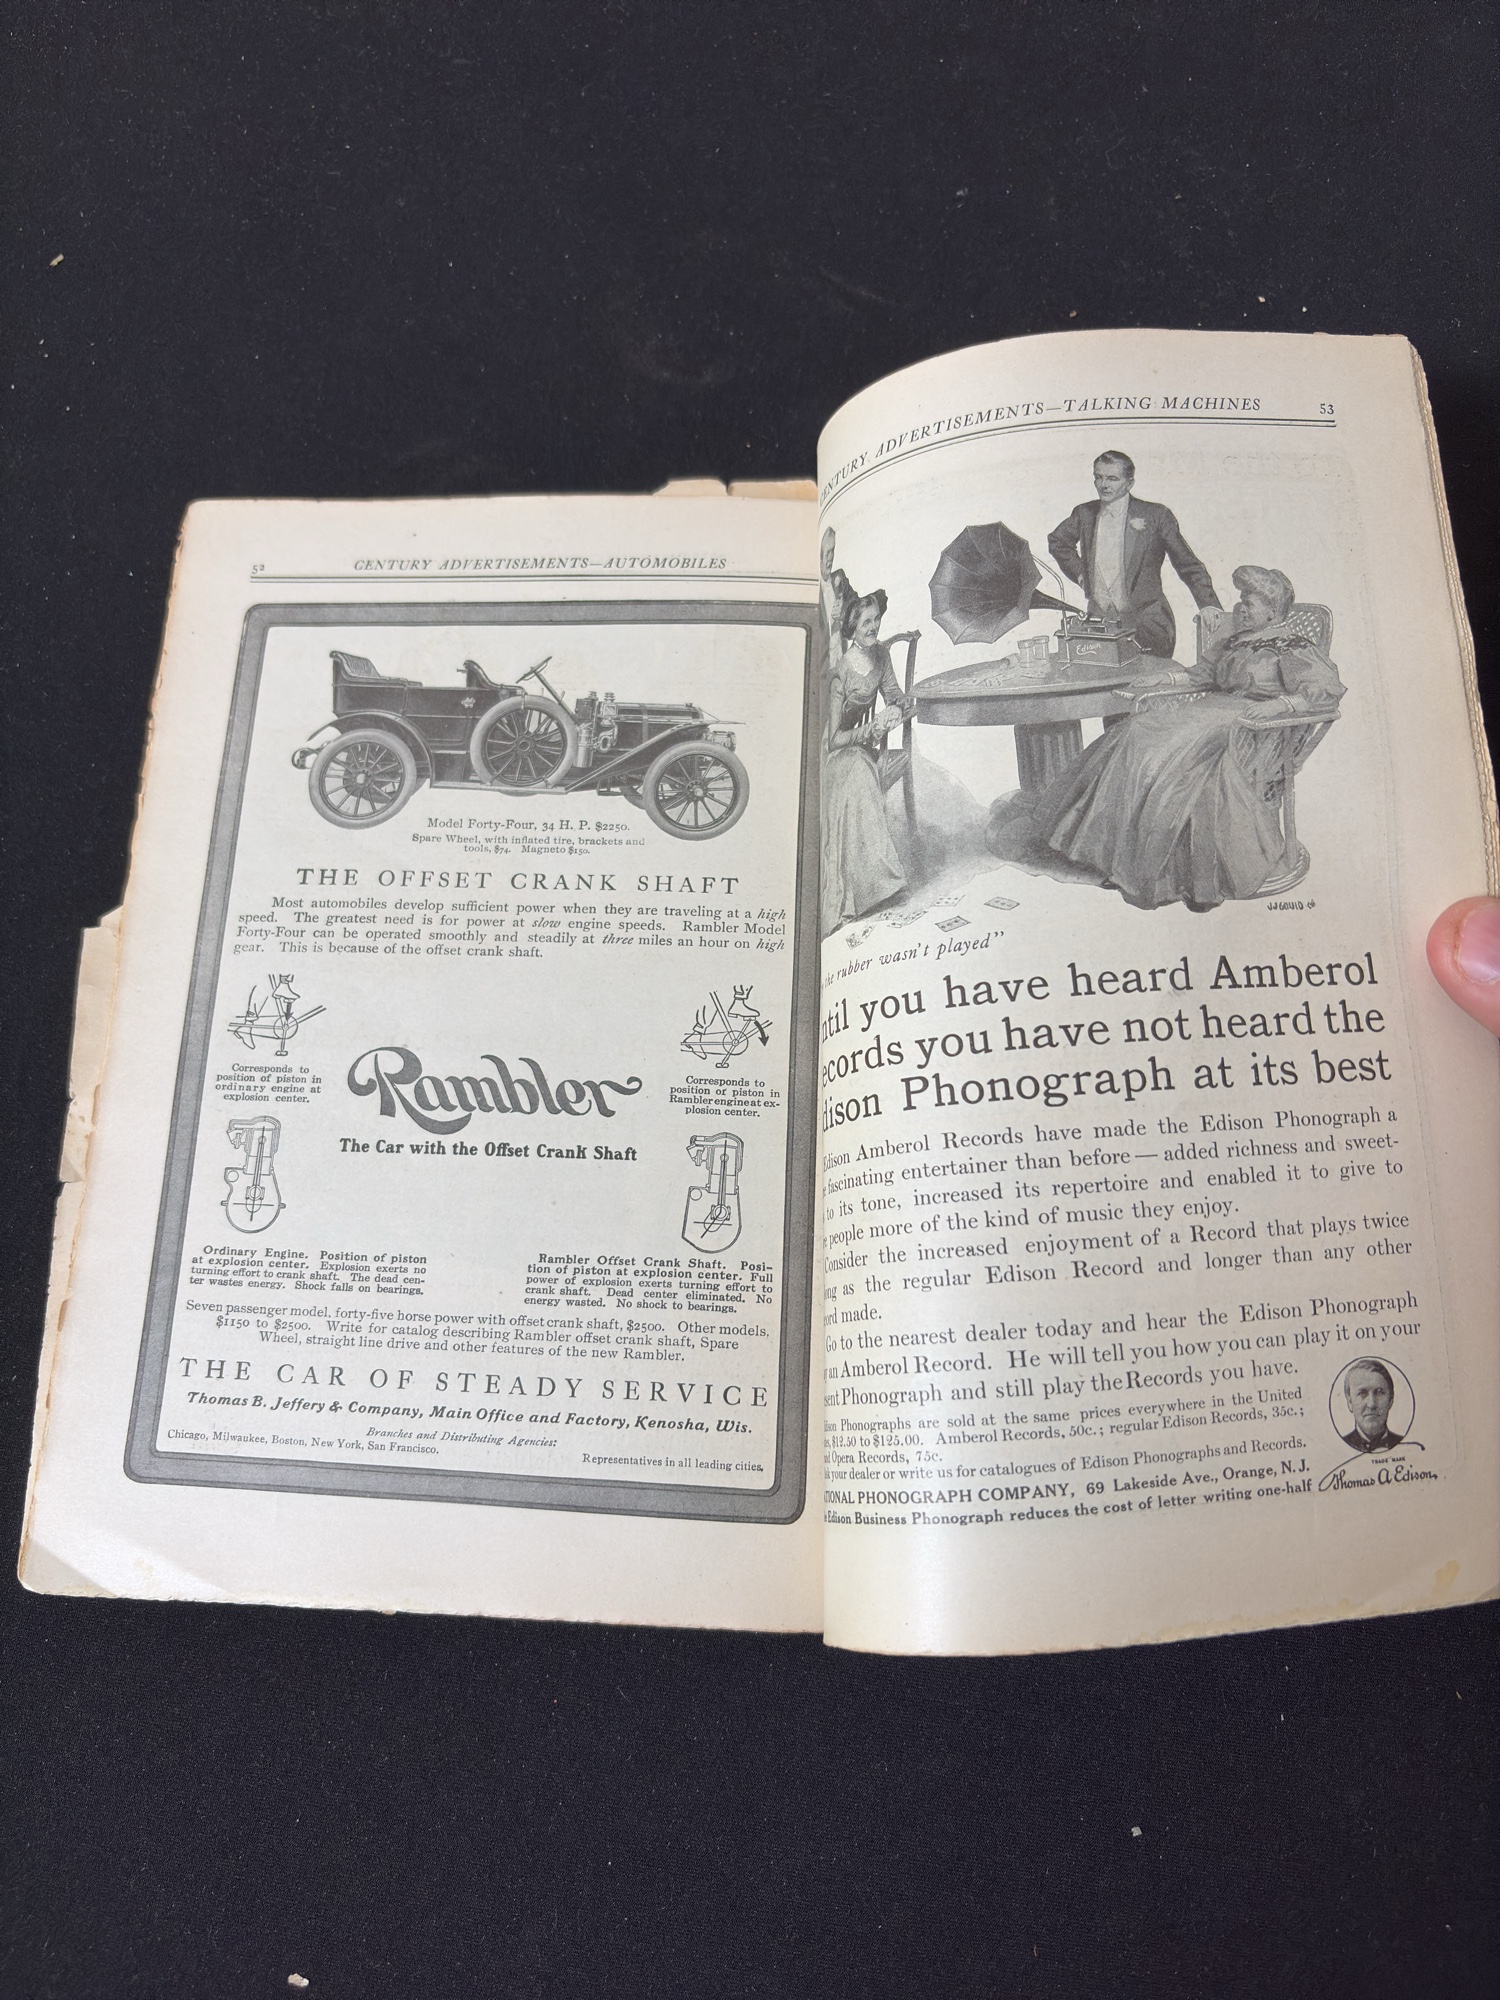 52
CENTURY ADVERTISEMENTS—AUTOMOBILES
Model Forty-Four, 34 H. P. $2250.
Spare Wheel, with inflated tire, brackets and
tools, $74. Magneto $150.
THE OFFSET CRANK SHAFT
Most automobiles develop sufficient power when they are traveling at a high
speed. The greatest need is for power at slow engine speeds. Rambler Model
Forty-Four can be operated smoothly and steadily at three miles an hour on high
gear. This is because of the offset crank shaft.
Corresponds to
position of piston in
ordinary engine at
explosion center.
Rambler
The Car with the Offset Crank Shaft
Corresponds to
position of piston in
Rambler engine at ex-
plosion center.
Ordinary Engine. Position of piston
at explosion center. Explosion exerts no
turning effort to crank shaft. The dead cen-
ter wastes energy. Shock falls on bearings.
Rambler Offset Crank Shaft. Posi-
tion of piston at explosion center. Full
power of explosion exerts turning effort to
crank shaft. Dead center eliminated. No
energy wasted. No shock to bearings.
Seven passenger model, forty-five horse power with offset crank shaft, $2500. Other models,
$1150 to $2500. Write for catalog describing Rambler offset crank shaft, Spare
Wheel, straight line drive and other features of the new Rambler.
THE CAR OF STEADY SERVICE
Thomas B. Jeffery & Company, Main Office and Factory, Kenosha, Wis.
Branches and Distributing Agencies:
Chicago, Milwaukee, Boston, New York, San Francisco.
Representatives in all leading cities.
CENTURY ADVERTISEMENTS—TALKING MACHINES
53
Edison
JJ GOULD
the rubber wasn't played"
you have heard Amberol
you have not heard the
Phonograph at its best
Edison Amberol Records have made the Edison Phonograph a
fascinating entertainer than before—added richness and sweet-
to its tone, increased its repertoire and enabled it to give to
people more of the kind of music they enjoy.
Consider the increased enjoyment of a Record that plays twice
as the regular Edison Record and longer than any other
made.
Go to the nearest dealer today and hear the Edison Phonograph
an Amberol Record. He will tell you how you can play it on your
Phonograph and still play the Records you have.
Phonographs are sold at the same prices everywhere in the United
$12.50 to $125.00. Amberol Records, 50c.; regular Edison Records, 35c.;
Opera Records, 75c.
your dealer or write us for catalogues of Edison Phonographs and Records.
PHONOGRAPH COMPANY, 69 Lakeside Ave., Orange, N. J.
Edison Business Phonograph reduces the cost of letter writing one-half
TRADE MARK
Thomas A Edison